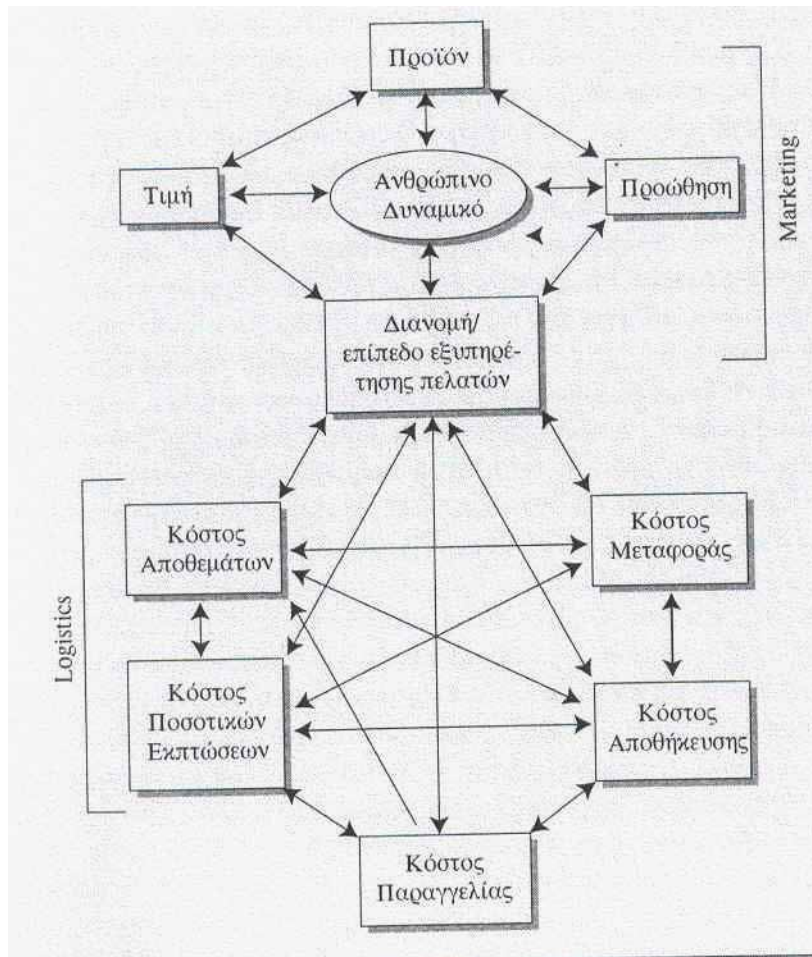 Προϊόν
Τιμή
Ανθρώπινο
Δυναμικό
Προώθηση
Marketing
Διανομή/
επίπεδο εξυπηρέ-
τησης πελατών
Κόστος
Αποθεμάτων
Κόστος
Μεταφοράς
Logistics
Κόστος
Ποσοτικών
Εκπτώσεων
Κόστος
Αποθήκευσης
Κόστος
Παραγγελίας